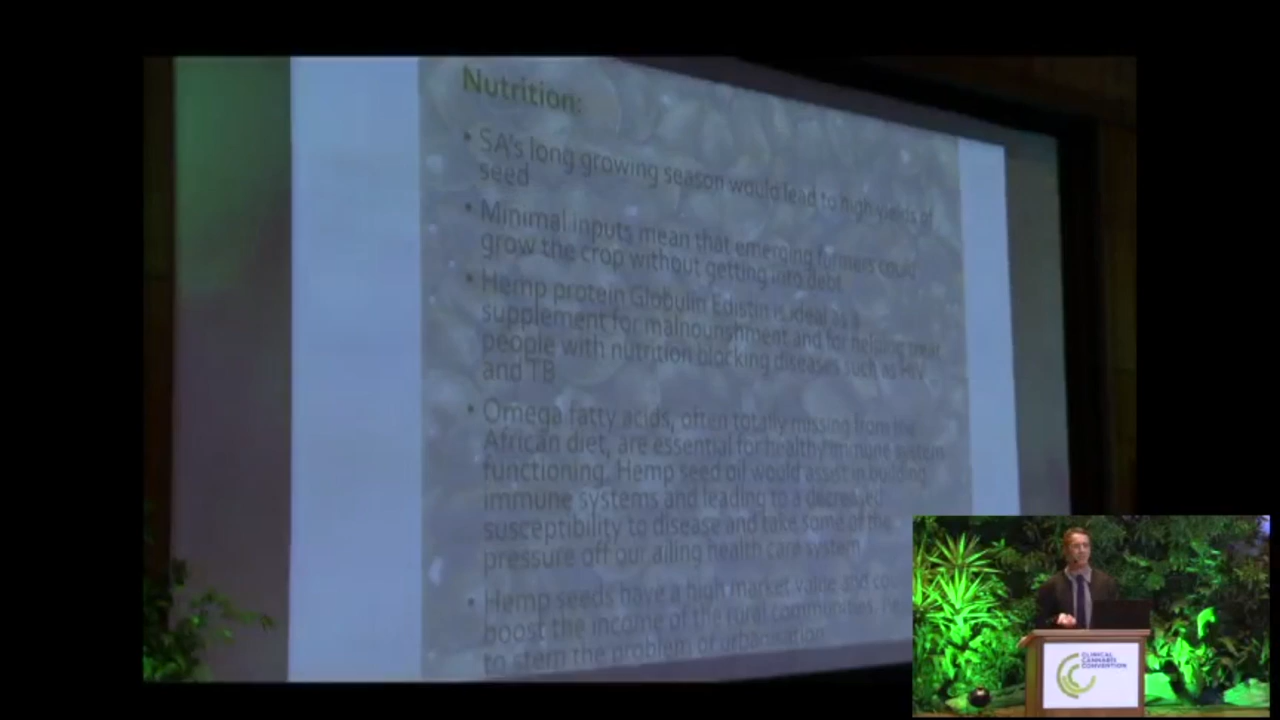 Nutrition:
• SA's long growing season would lead to high yields of
seed
• Minimal inputs mean that emerging farmers could
grow the crop without getting into debt
• Hemp protein Globulin Edistin is ideal as a
supplement for malnourishment and for helping treat
people with nutrition blocking diseases such as HIV
and TB
• Omega fatty acids, often totally missing from the
African diet, are essential for healthy immune system
functioning. Hemp seed oil would assist in building
immune systems and leading to a decreased
susceptibility to disease and take some of the
pressure off our ailing health care system
• Hemp seeds have a high market value and
boost the income of the rural communities,
to stem the problem of urbanisation
CLINICAL
CANNABIS
CONVENTION